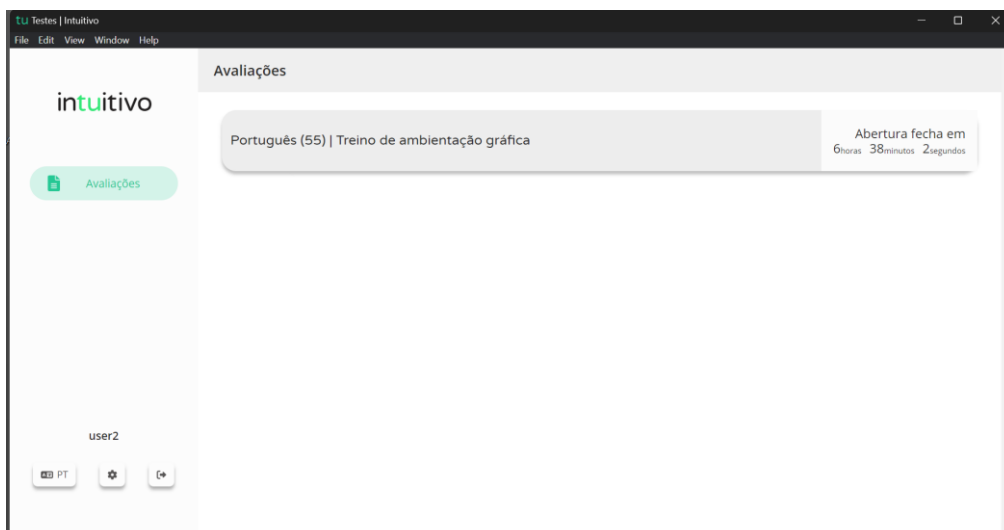 tu Testes | Intuitivo
File Edit View Window Help
Avaliações
intuitivo
Português (55) | Treino de ambientação gráfica
Abertura fecha em
6horas 38minutos 2segundos
Avaliações
user2
PT